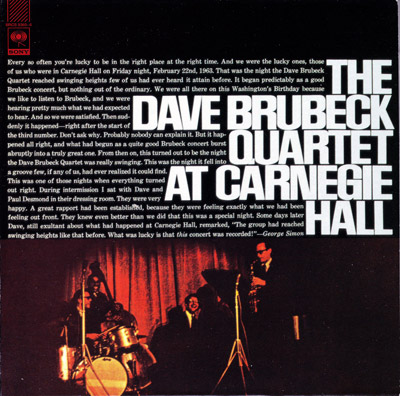 SONY
Every so often you're lucky to be in the right place at the right time. And we were the lucky ones, those
of us who were in Carnegie Hall on Friday night, February 22nd, 1963. That was the night the Dave Brubeck
Quartet reached swinging heights few of us had ever heard it attain before. It began predictably as a good
Brubeck concert, but nothing out of the ordinary. We were all there on this Washington's Birthday because
we like to listen to Brubeck, and we were
hearing pretty much what we had expected
to hear. And so we were satisfied. Then sud-
denly it happened—right after the start of
the third number. Don't ask why. Probably nobody can explain it. But it hap-
pened all right, and what had begun as a quite good Brubeck concert burst
abruptly into a truly great one. From then on, this turned out to be the night
the Dave Brubeck Quartet was really swinging. This was the night it fell into
a groove few, if any of us, had ever realized it could find.
This was one of those nights when everything turned
out right. During intermission I sat with Dave and
Paul Desmond in their dressing room. They were very
happy. A great rapport had been established, because they were feeling exactly what we had been
feeling out front. They knew even better than we did that this was a special night. Some days later
Dave, still exultant about what had happened at Carnegie Hall, remarked, "The group had reached
swinging heights like that before. What was lucky is that this concert was recorded!"—George Simon
THE
DAVE BRUBECK
QUARTET
AT CARNEGIE
HALL